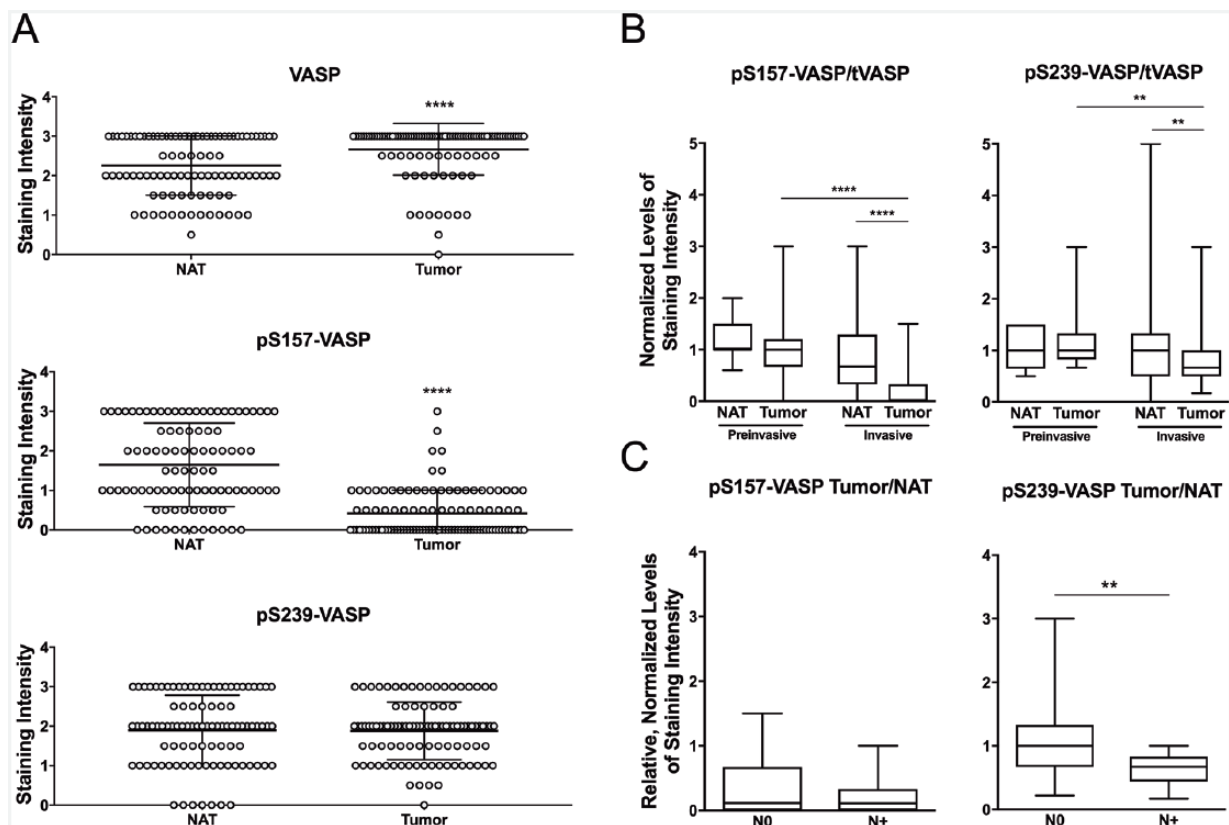 A
VASP
Staining Intensity
4
3
2
1
0
****
NAT
Tumor
pS157-VASP
Staining Intensity
4
3
2
1
0
****
NAT
Tumor
pS239-VASP
Staining Intensity
4
3
2
1
0
NAT
Tumor
B
pS157-VASP/tVASP
Normalized Levels of
Staining Intensity
5
4
3
2
1
0
****
****
NAT Tumor NAT Tumor
Preinvasive Invasive
pS239-VASP/tVASP
5
4
3
2
1
0
**
**
NAT Tumor NAT Tumor
Preinvasive Invasive
C
pS157-VASP Tumor/NAT
Relative, Normalized Levels
of Staining Intensity
4
3
2
1
0
N0 N+
pS239-VASP Tumor/NAT
4
3
2
1
0
**
N0 N+